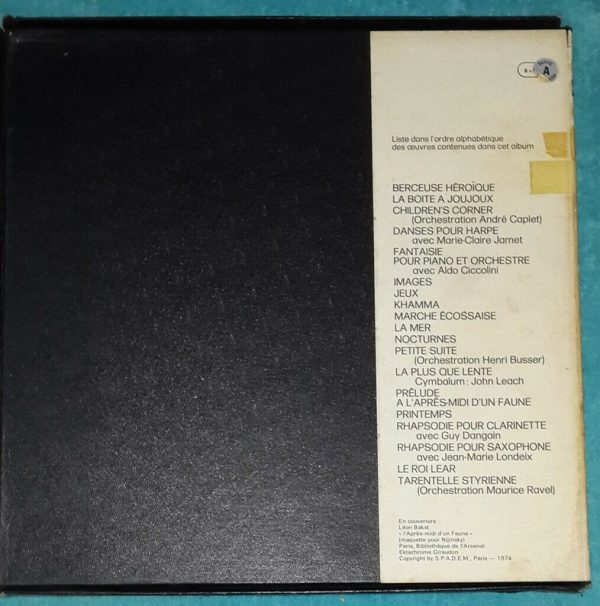 A
Liste dans l'ordre alphabétique
des œuvres contenues dans cet album
BERCEUSE HÉROÏQUE
LA BOITE A JOUJOUX
CHILDREN'S CORNER
(Orchestration André Caplet)
DANSES POUR HARPE
avec Marie-Claire Jamet
FANTAISIE
POUR PIANO ET ORCHESTRE
avec Aldo Ciccolini
IMAGES
JEUX
KHAMMA
MARCHE ÉCOSSAISE
LA MER
NOCTURNES
PETITE SUITE
(Orchestration Henri Busser)
LA PLUS QUE LENTE
Cymbalum : John Leach
PRÉLUDE
A L'APRÈS-MIDI D'UN FAUNE
PRINTEMPS
RHAPSODIE POUR CLARINETTE
avec Guy Dangain
RHAPSODIE POUR SAXOPHONE
avec Jean-Marie Londeix
LE ROI LEAR
TARENTELLE STYRIENNE
(Orchestration Maurice Ravel)
En couverture
Léon Bakst
« l'Après-midi d'un Faune »
(maquette pour Nijinsky)
Paris, Bibliothèque de l'Arsenal
Ektachrome Giraudon
Copyright by S.P.A.D.E.M., Paris — 1974